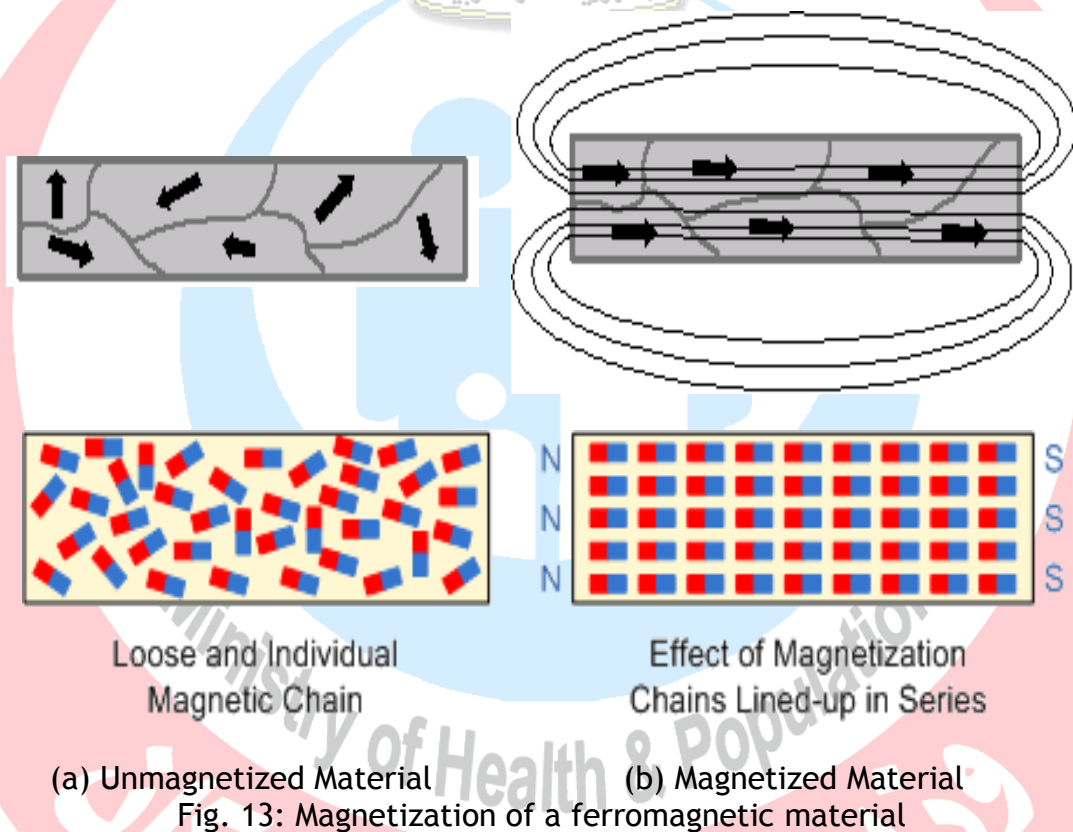 N S
N S
N S
Loose and Individual
Magnetic Chain
Effect of Magnetization
Chains Lined-up in Series
Ministry of Health & Population
(a) Unmagnetized Material (b) Magnetized Material
Fig. 13: Magnetization of a ferromagnetic material